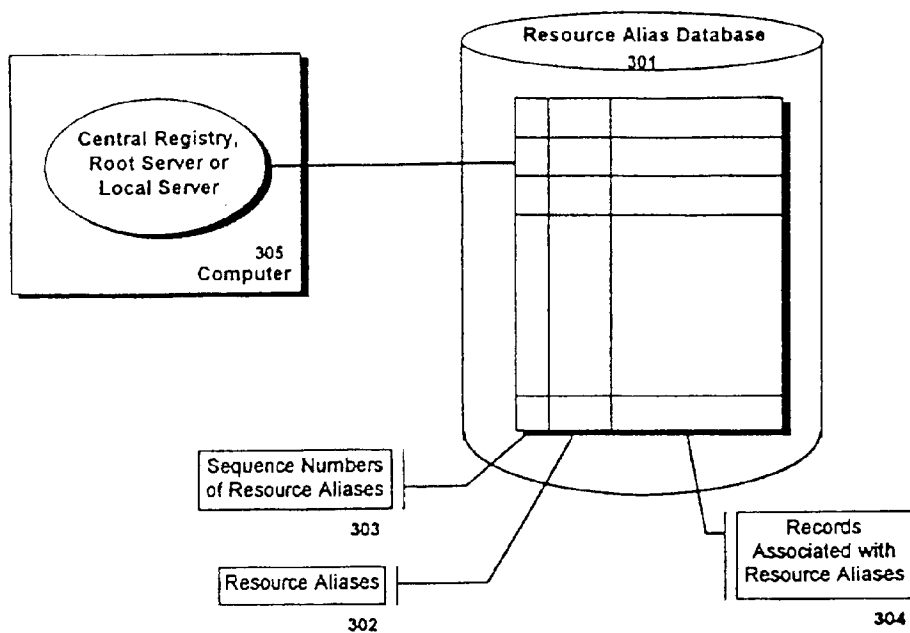 Resource Alias Database
301
Central Registry,
Root Server or
Local Server
305
Computer
Sequence Numbers
of Resource Aliases
303
Resource Aliases
302
Records
Associated with
Resource Aliases
304